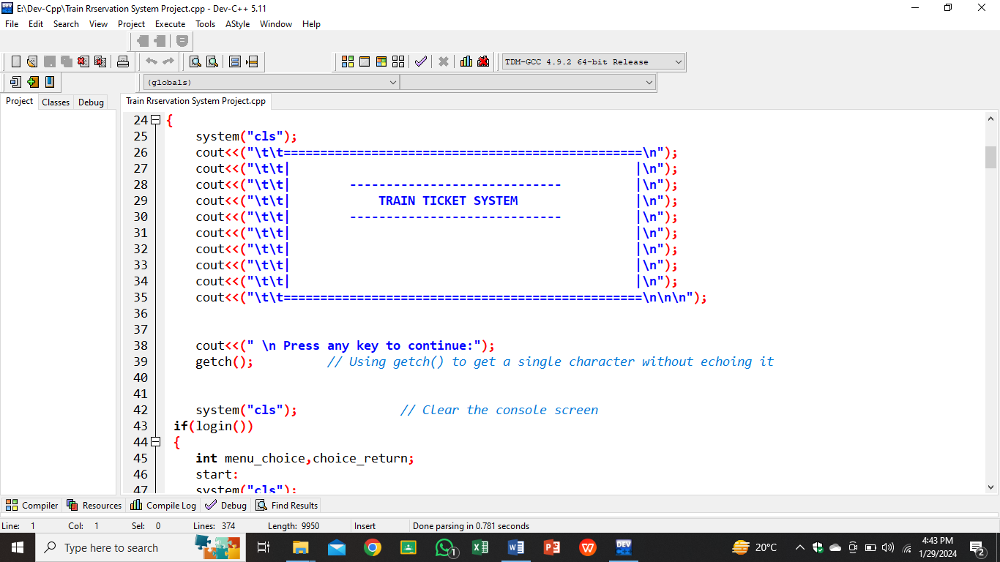 E:\Dev-Cpp\Train Rrservation System Project.cpp - Dev-C++ 5.11
File Edit Search View Project Execute Tools AStyle Window Help
TDM-GCC 4.9.2 64-bit Release
(globals)
Project Classes Debug
Train Rrservation System Project.cpp
24 {
25 system("cls");
26 cout<<("\t\t=================================================\n");
27 cout<<("\t\t| |\n");
28 cout<<("\t\t| ----------------------------- |\n");
29 cout<<("\t\t| TRAIN TICKET SYSTEM |\n");
30 cout<<("\t\t| ----------------------------- |\n");
31 cout<<("\t\t| |\n");
32 cout<<("\t\t| |\n");
33 cout<<("\t\t| |\n");
34 cout<<("\t\t| |\n");
35 cout<<("\t\t=================================================\n\n\n");
36
37
38 cout<<(" \n Press any key to continue:");
39 getch(); // Using getch() to get a single character without echoing it
40
41
42 system("cls"); // Clear the console screen
43 if(login())
44 {
45 int menu_choice,choice_return;
46 start:
47 system("cls");
Compiler Resources Compile Log Debug Find Results
Line: 1 Col: 1 Sel: 0 Lines: 374 Length: 9950 Insert Done parsing in 0.781 seconds
Type here to search
1
DEV
20°C
4:43 PM
1/29/2024
2